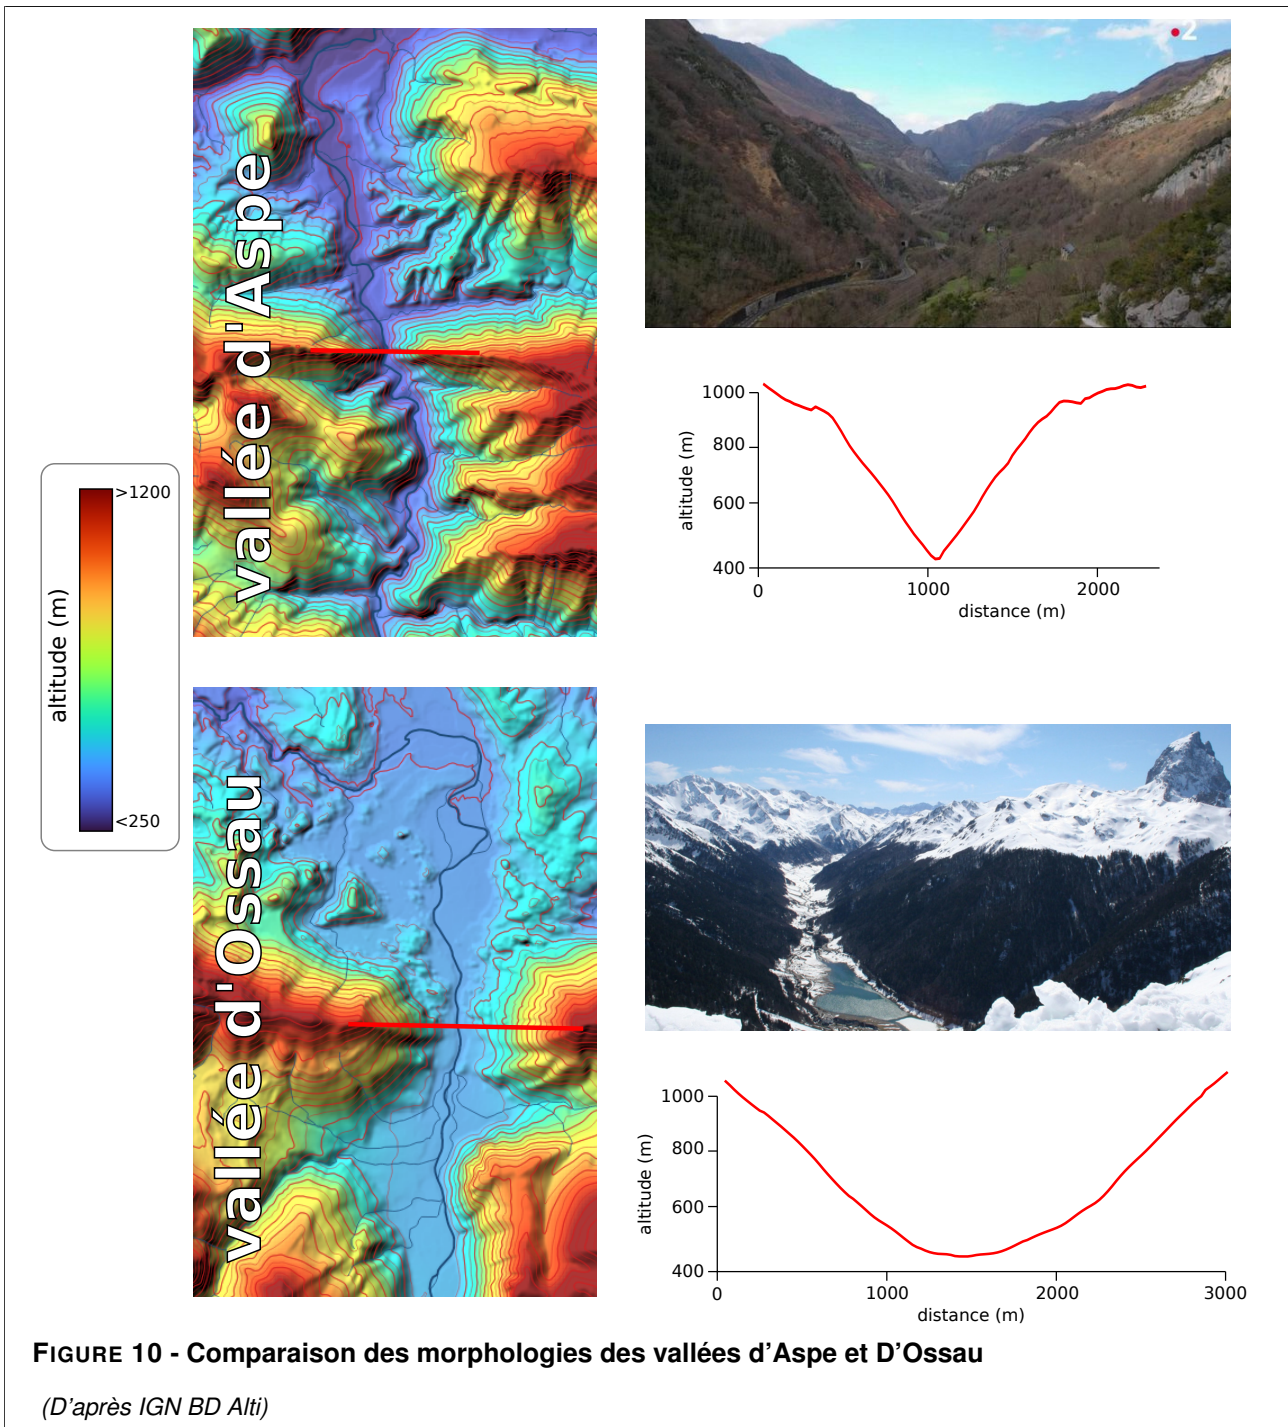 vallée d'Aspe
2
1000
800
600
400
altitude (m)
0
1000
2000
distance (m)
>1200
<250
altitude (m)
vallée d'Ossau
1000
800
600
400
altitude (m)
0
1000
2000
3000
distance (m)
FIGURE 10 - Comparaison des morphologies des vallées d'Aspe et D'Ossau
(D'après IGN BD Alti)